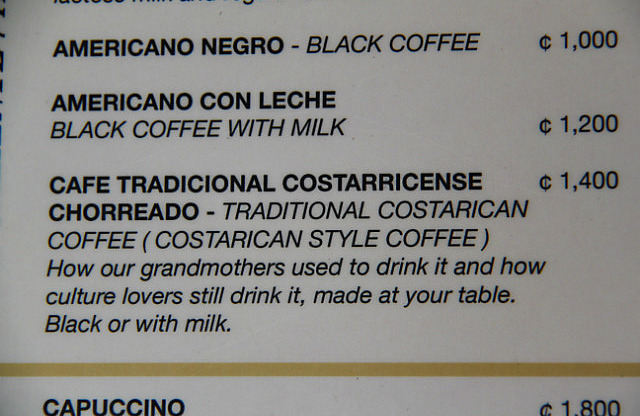 AMERICANO NEGRO - BLACK COFFEE ₡ 1,000
AMERICANO CON LECHE
BLACK COFFEE WITH MILK ₡ 1,200
CAFE TRADICIONAL COSTARRICENSE ₡ 1,400
CHORREADO - TRADITIONAL COSTARICAN
COFFEE ( COSTARICAN STYLE COFFEE )
How our grandmothers used to drink it and how
culture lovers still drink it, made at your table.
Black or with milk.
CAPUCCINO ₡ 1,800